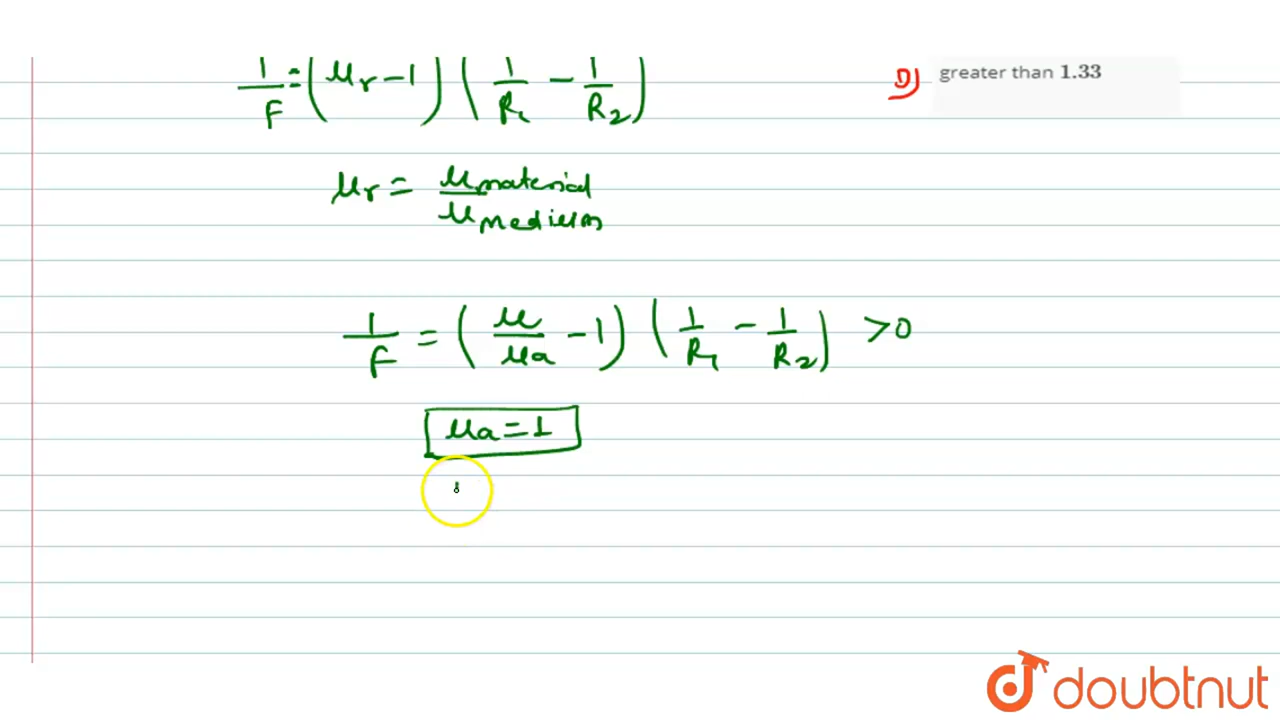 1/F = (μr - 1) (1/R1 - 1/R2)
D) greater than 1.33
μr = μmaterial/μmedium
1/F = (μ/μa - 1) (1/R1 - 1/R2) > 0
μa = 1
doubtnut